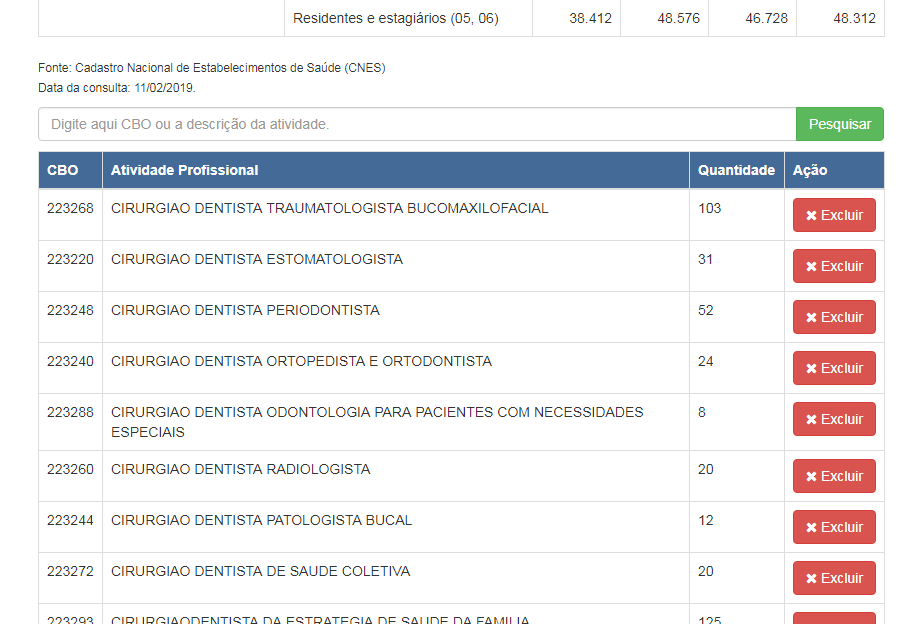 Residentes e estagiários (05, 06) 38.412 48.576 46.728 48.312
Fonte: Cadastro Nacional de Estabelecimentos de Saúde (CNES)
Data da consulta: 11/02/2019.
Digite aqui CBO ou a descrição da atividade. Pesquisar
CBO Atividade Profissional Quantidade Ação
223268 CIRURGIAO DENTISTA TRAUMATOLOGISTA BUCOMAXILOFACIAL 103 Excluir
223220 CIRURGIAO DENTISTA ESTOMATOLOGISTA 31 Excluir
223248 CIRURGIAO DENTISTA PERIODONTISTA 52 Excluir
223240 CIRURGIAO DENTISTA ORTOPEDISTA E ORTODONTISTA 24 Excluir
223288 CIRURGIAO DENTISTA ODONTOLOGIA PARA PACIENTES COM NECESSIDADES 8 Excluir
ESPECIAIS
223260 CIRURGIAO DENTISTA RADIOLOGISTA 20 Excluir
223244 CIRURGIAO DENTISTA PATOLOGISTA BUCAL 12 Excluir
223272 CIRURGIAO DENTISTA DE SAUDE COLETIVA 20 Excluir
223293 CIRURGIAODENTISTA DA ESTRATEGIA DE SAUDE DA FAMILIA 125